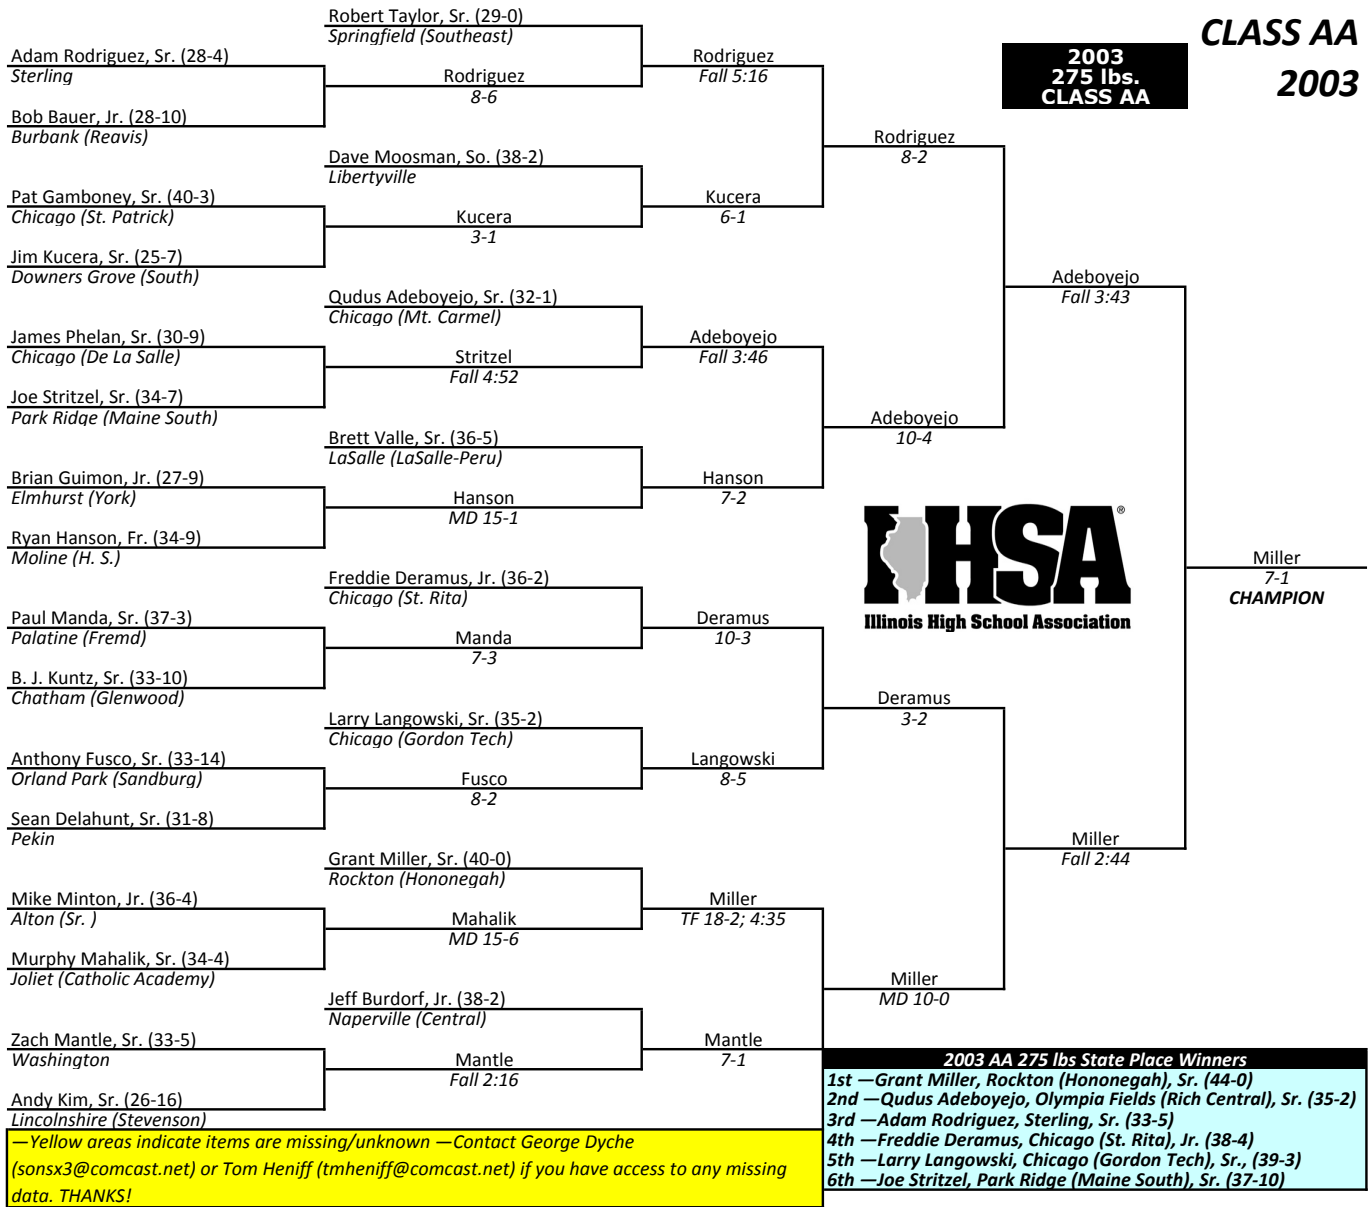 CLASS AA
2003
2003
275 lbs.
CLASS AA
Robert Taylor, Sr. (29-0)
Springfield (Southeast)
Adam Rodriguez, Sr. (28-4)
Sterling
Rodriguez
8-6
Rodriguez
Fall 5:16
Bob Bauer, Jr. (28-10)
Burbank (Reavis)
Rodriguez
8-2
Dave Moosman, So. (38-2)
Libertyville
Pat Gamboney, Sr. (40-3)
Chicago (St. Patrick)
Kucera
3-1
Kucera
6-1
Jim Kucera, Sr. (25-7)
Downers Grove (South)
Adeboyejo
Fall 3:43
Qudus Adeboyejo, Sr. (32-1)
Chicago (Mt. Carmel)
James Phelan, Sr. (30-9)
Chicago (De La Salle)
Stritzel
Fall 4:52
Adeboyejo
Fall 3:46
Joe Stritzel, Sr. (34-7)
Park Ridge (Maine South)
Adeboyejo
10-4
Brett Valle, Sr. (36-5)
LaSalle (LaSalle-Peru)
Brian Guimon, Jr. (27-9)
Elmhurst (York)
Hanson
MD 15-1
Hanson
7-2
Ryan Hanson, Fr. (34-9)
Moline (H. S.)
IHSA®
Illinois High School Association
Miller
7-1
CHAMPION
Freddie Deramus, Jr. (36-2)
Chicago (St. Rita)
Paul Manda, Sr. (37-3)
Palatine (Fremd)
Manda
7-3
Deramus
10-3
B. J. Kuntz, Sr. (33-10)
Chatham (Glenwood)
Deramus
3-2
Larry Langowski, Sr. (35-2)
Chicago (Gordon Tech)
Anthony Fusco, Sr. (33-14)
Orland Park (Sandburg)
Fusco
8-2
Langowski
8-5
Sean Delahunt, Sr. (31-8)
Pekin
Miller
Fall 2:44
Grant Miller, Sr. (40-0)
Rockton (Hononegah)
Mike Minton, Jr. (36-4)
Alton (Sr. )
Mahalik
MD 15-6
Miller
TF 18-2; 4:35
Murphy Mahalik, Sr. (34-4)
Joliet (Catholic Academy)
Miller
MD 10-0
Jeff Burdorf, Jr. (38-2)
Naperville (Central)
Zach Mantle, Sr. (33-5)
Washington
Mantle
Fall 2:16
Mantle
7-1
Andy Kim, Sr. (26-16)
Lincolnshire (Stevenson)
2003 AA 275 lbs State Place Winners
1st —Grant Miller, Rockton (Hononegah), Sr. (44-0)
2nd —Qudus Adeboyejo, Olympia Fields (Rich Central), Sr. (35-2)
3rd —Adam Rodriguez, Sterling, Sr. (33-5)
4th —Freddie Deramus, Chicago (St. Rita), Jr. (38-4)
5th —Larry Langowski, Chicago (Gordon Tech), Sr., (39-3)
6th —Joe Stritzel, Park Ridge (Maine South), Sr. (37-10)
—Yellow areas indicate items are missing/unknown —Contact George Dyche
(sonsx3@comcast.net) or Tom Heniff (tmheniff@comcast.net) if you have access to any missing
data. THANKS!